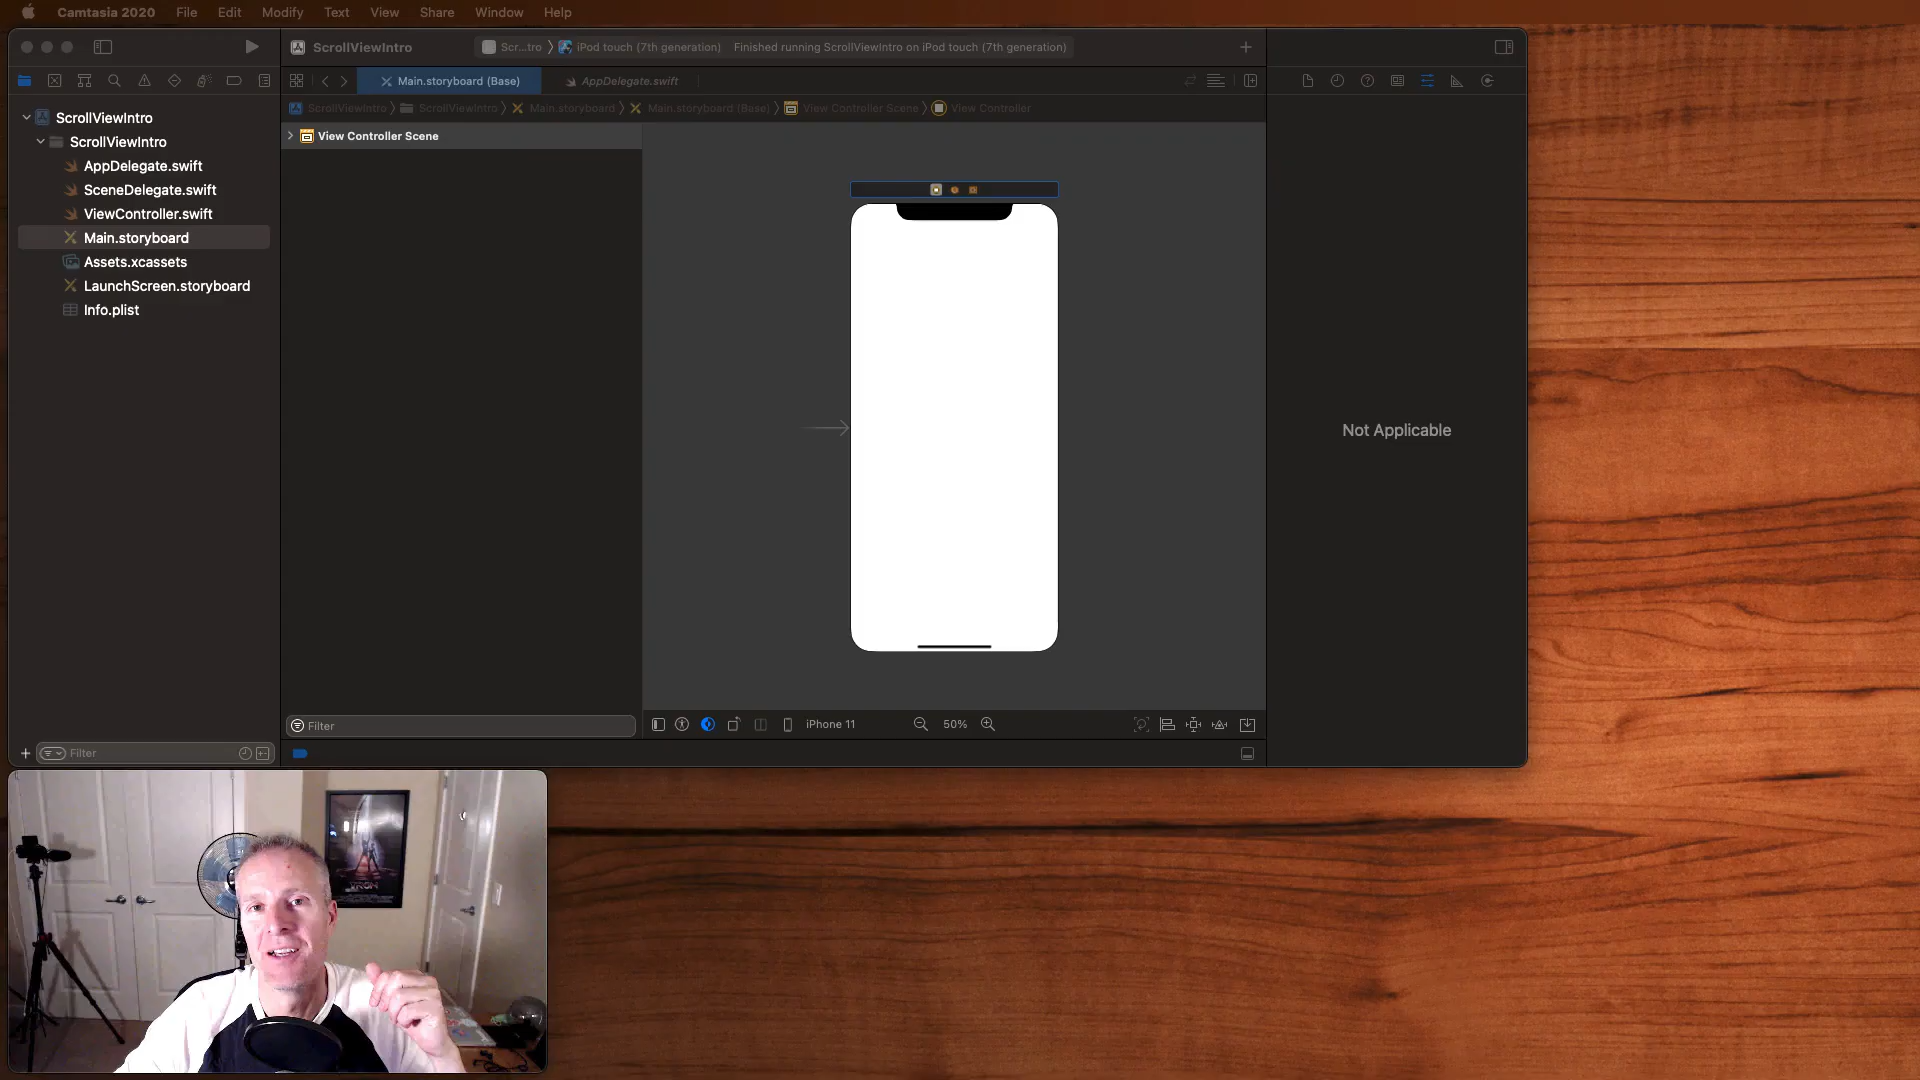 Camtasia 2020 File Edit Modify Text View Share Window Help
ScrollViewIntro
Scr...tro iPod touch (7th generation) Finished running ScrollViewIntro on iPod touch (7th generation)
Main.storyboard (Base) AppDelegate.swift
ScrollViewIntro ScrollViewIntro Main.storyboard Main.storyboard (Base) View Controller Scene View Controller
ScrollViewIntro
ScrollViewIntro
AppDelegate.swift
SceneDelegate.swift
ViewController.swift
Main.storyboard
Assets.xcassets
LaunchScreen.storyboard
Info.plist
Filter
View Controller Scene
Filter
iPhone 11 50%
Not Applicable
TRON